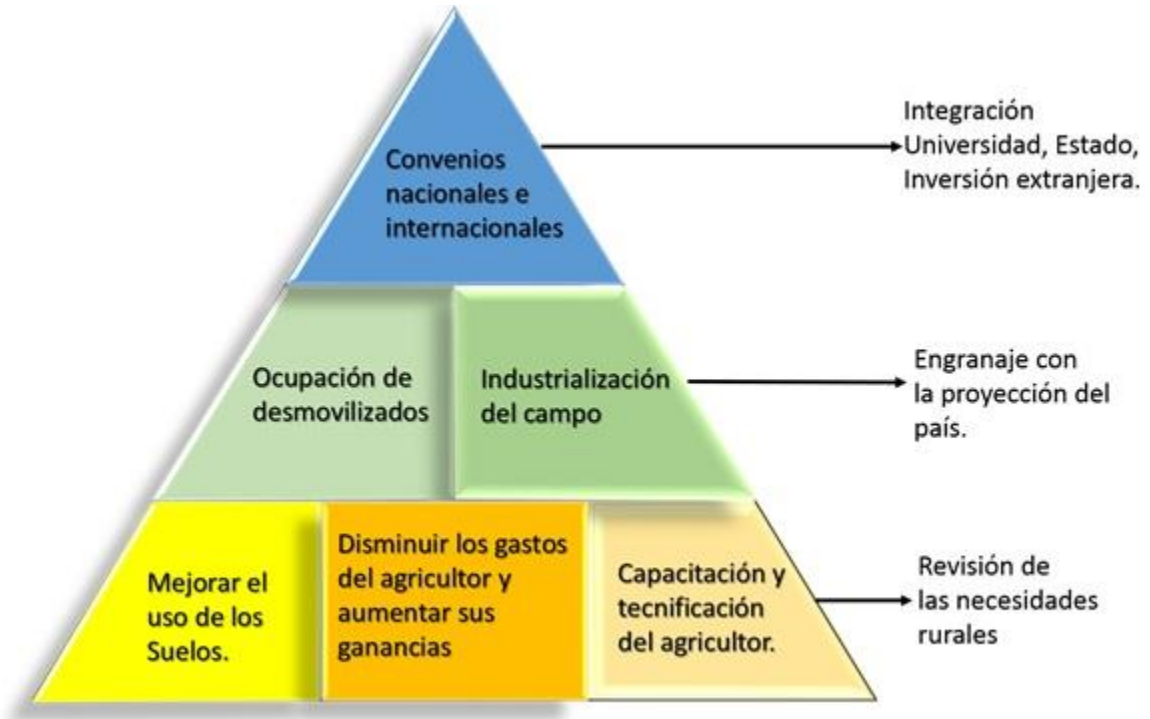 Convenios
nacionales e
internacionales
Integración
Universidad, Estado,
Inversión extranjera.
Ocupación de
desmovilizados
Industrialización
del campo
Engranaje con
la proyección del
país.
Mejorar el
uso de los
Suelos.
Disminuir los gastos
del agricultor y
aumentar sus
ganancias
Capacitación y
tecnificación
del agricultor.
Revisión de
las necesidades
rurales